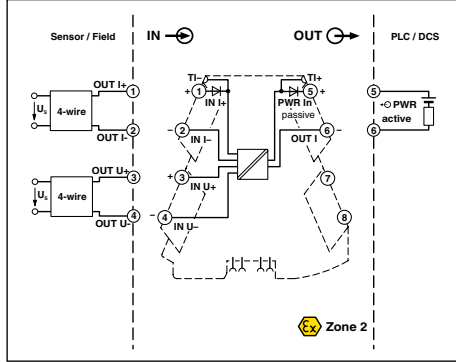 Sensor / Field
IN
OUT
PLC / DCS
TI–
TI+
OUT I+
1
+
1
IN I+
PWR In
5
+
5
passive
Us
4-wire
OUT I-
2
–
2
IN I–
OUT I
6
–
PWR
active
6
OUT U+
3
+
3
IN U+
7
Us
4-wire
OUT U-
4
–
4
IN U–
8
Ex
Zone 2